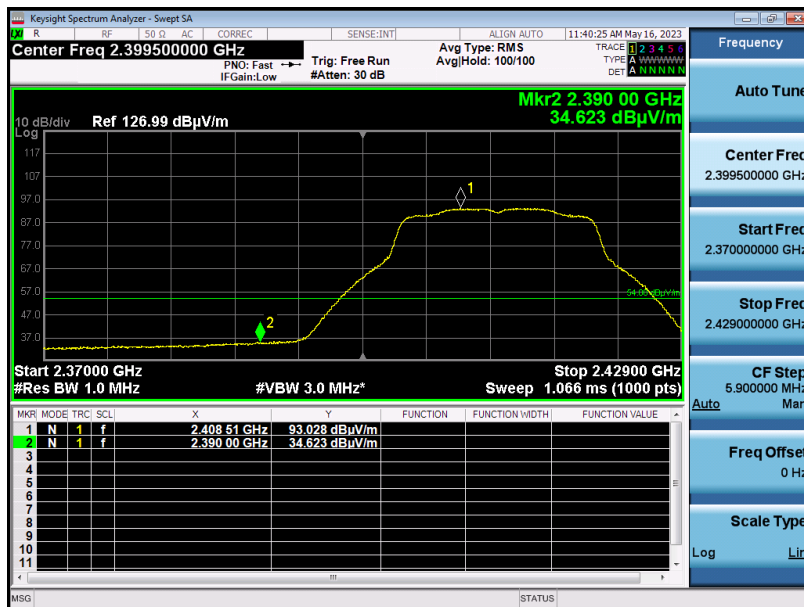 Keysight Spectrum Analyzer - Swept SA
LXI R RF 50 Ω AC CORREC SENSE:INT ALIGN AUTO 11:40:25 AM May 16, 2023
Center Freq 2.399500000 GHz
PNO: Fast
IFGain:Low
Trig: Free Run
#Atten: 30 dB
Avg Type: RMS
Avg|Hold: 100/100
TRACE 1 2 3 4 5 6
TYPE A W W W W W
DET A N N N N N
Mkr2 2.390 00 GHz
34.623 dBμV/m
10 dB/div Ref 126.99 dBμV/m
Log
117
107
97.0
87.0
77.0
67.0
57.0
47.0
37.0
1
2
54.00 dBμV/m
Start 2.37000 GHz Stop 2.42900 GHz
#Res BW 1.0 MHz #VBW 3.0 MHz* Sweep 1.066 ms (1000 pts)
MKR MODE TRC SCL X Y FUNCTION FUNCTION WIDTH FUNCTION VALUE
1 N 1 f 2.408 51 GHz 93.028 dBμV/m
2 N 1 f 2.390 00 GHz 34.623 dBμV/m
3
4
5
6
7
8
9
10
11
MSG STATUS
Frequency
Auto Tune
Center Freq
2.399500000 GHz
Start Freq
2.370000000 GHz
Stop Freq
2.429000000 GHz
CF Step
5.900000 MHz
Auto Man
Freq Offset
0 Hz
Scale Type
Log Lin